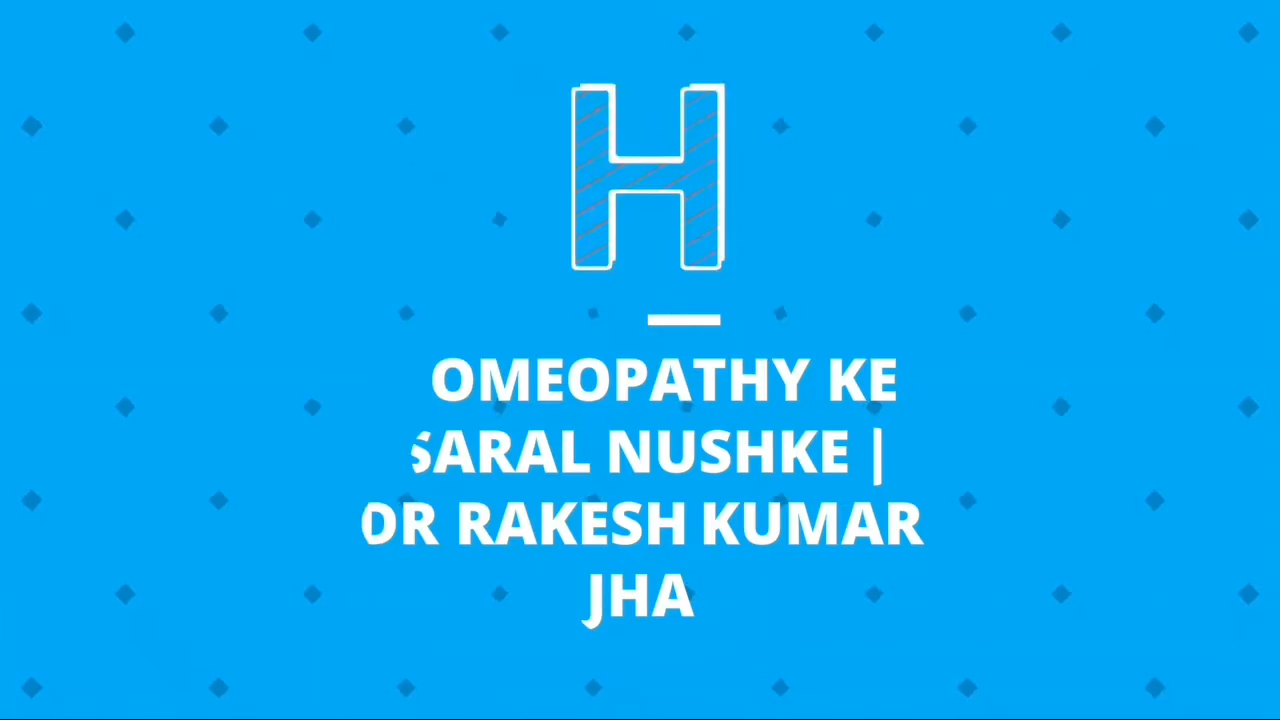 H
OMEOPATHY KE
SARAL NUSHKE |
DR RAKESH KUMAR
JHA